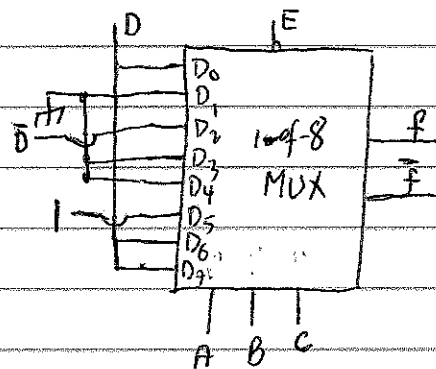 D E
D₀
D₁
D̅ D₂
D₃
D₄
1 D₅
D₆
D₇
1-of-8
MUX
f
f̅
A B C